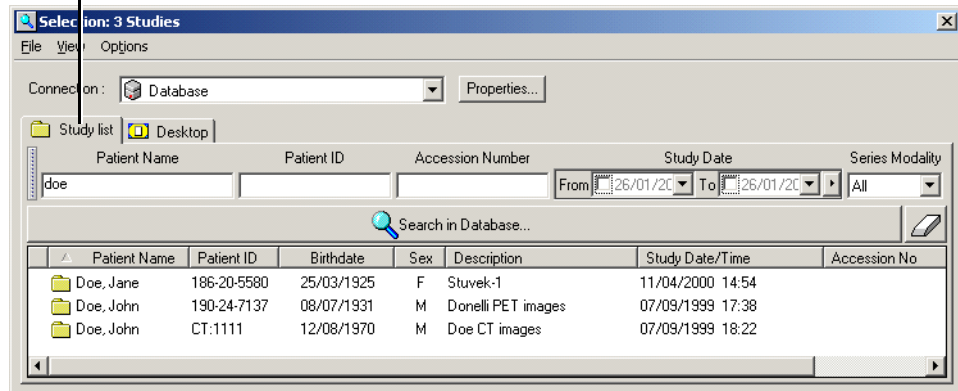 Selection: 3 Studies
File View Options
Connection : Database Properties...
Study list Desktop
Patient Name Patient ID Accession Number Study Date Series Modality
doe From 26/01/20 To 26/01/20 All
Search in Database...
Patient Name Patient ID Birthdate Sex Description Study Date/Time Accession No
Doe, Jane 186-20-5580 25/03/1925 F Stuvek-1 11/04/2000 14:54
Doe, John 190-24-7137 08/07/1931 M Donelli PET images 07/09/1999 17:38
Doe, John CT:1111 12/08/1970 M Doe CT images 07/09/1999 18:22